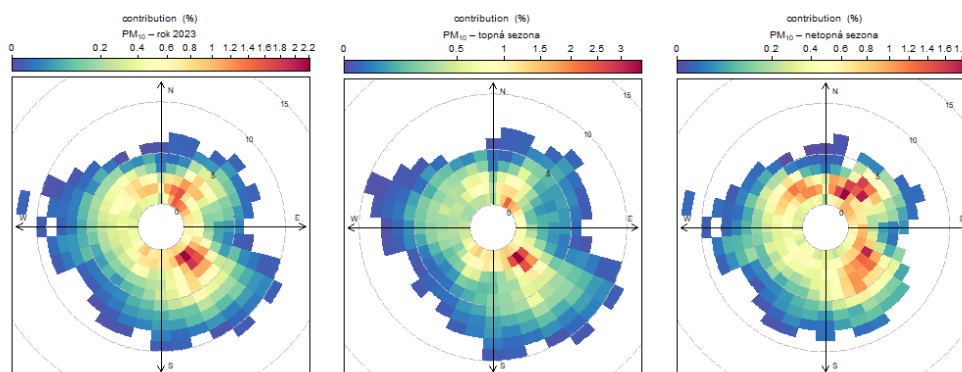 contribution (%)
PM10 – rok 2023
0 0.2 0.4 0.6 0.8 1 1.2 1.4 1.6 1.8 2 2.2
N
15
10
5
0
W
E
S
contribution (%)
PM10 – topná sezona
0 0.5 1 1.5 2 2.5 3
N
15
10
5
0
W
E
S
contribution (%)
PM10 – netopná sezona
0 0.2 0.4 0.6 0.8 1 1.2 1.4
N
15
10
5
0
W
S